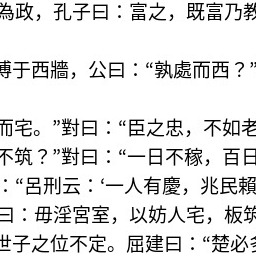 為政，孔子曰：富之，既富乃教
搏于西牆，公曰：“孰處而西？”
而宅。”對曰：“臣之忠，不如老
不筑？”對曰：“一日不稼，百日
：“呂刑云：‘一人有慶，兆民賴
曰：毋淫宮室，以妨人宅，板筑
世子之位不定。屈建曰：“楚必多